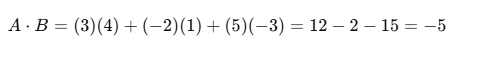 A · B = (3)(4) + (−2)(1) + (5)(−3) = 12 − 2 − 15 = −5